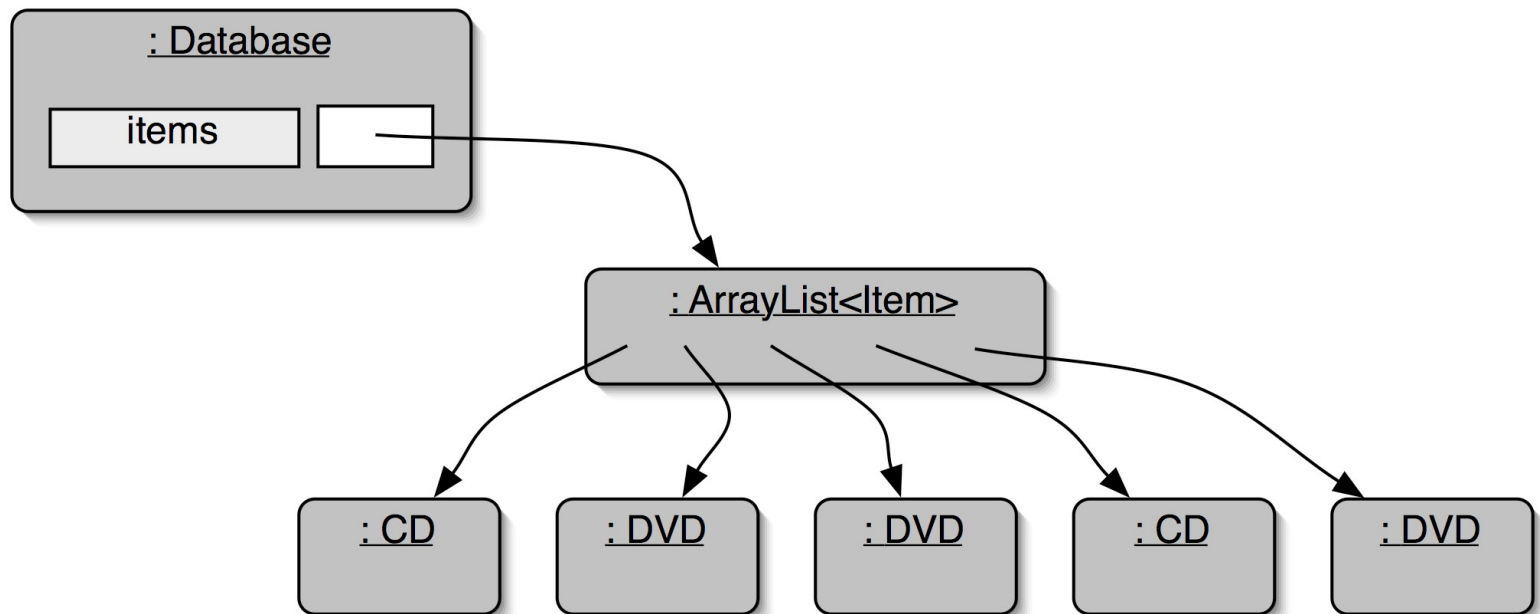 : Database
items
: ArrayList<Item>
: CD
: DVD
: DVD
: CD
: DVD